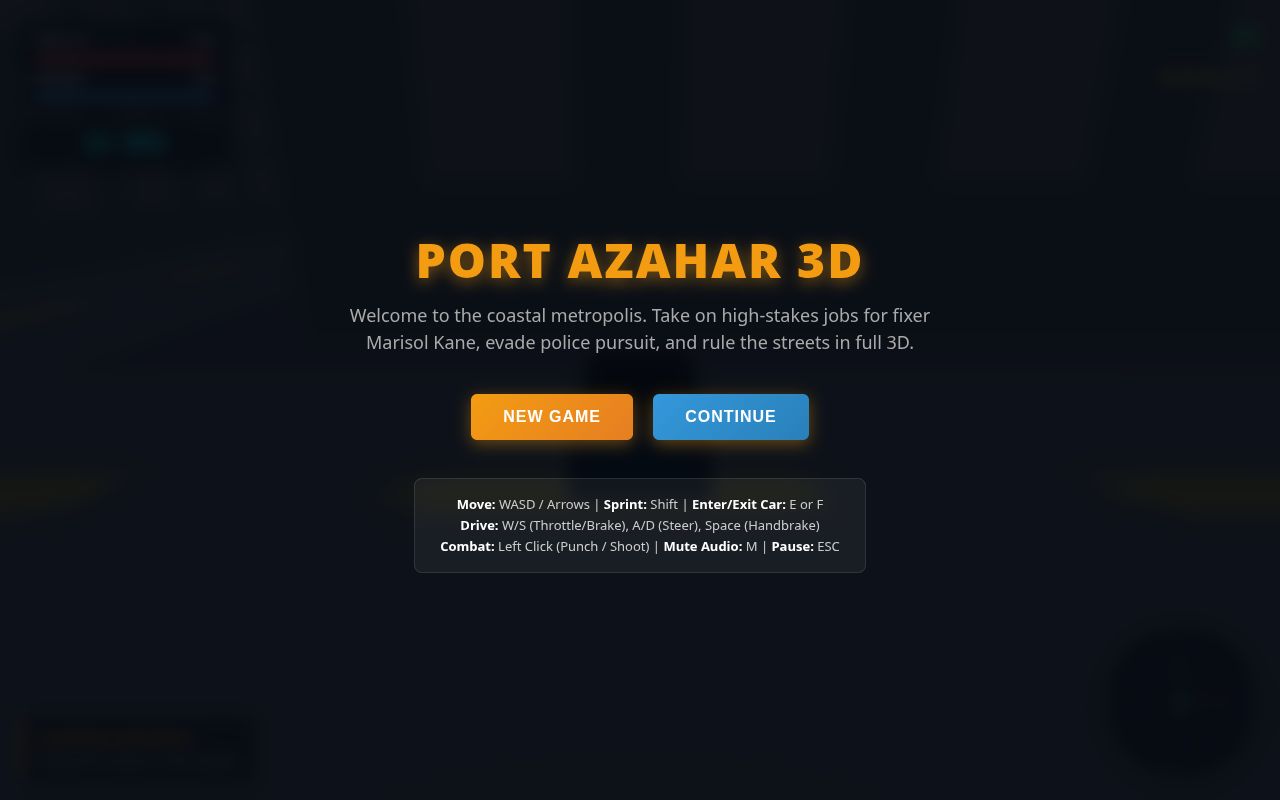 PORT AZAHAR 3D
Welcome to the coastal metropolis. Take on high-stakes jobs for fixer
Marisol Kane, evade police pursuit, and rule the streets in full 3D.
NEW GAME
CONTINUE
Move: WASD / Arrows | Sprint: Shift | Enter/Exit Car: E or F
Drive: W/S (Throttle/Brake), A/D (Steer), Space (Handbrake)
Combat: Left Click (Punch / Shoot) | Mute Audio: M | Pause: ESC